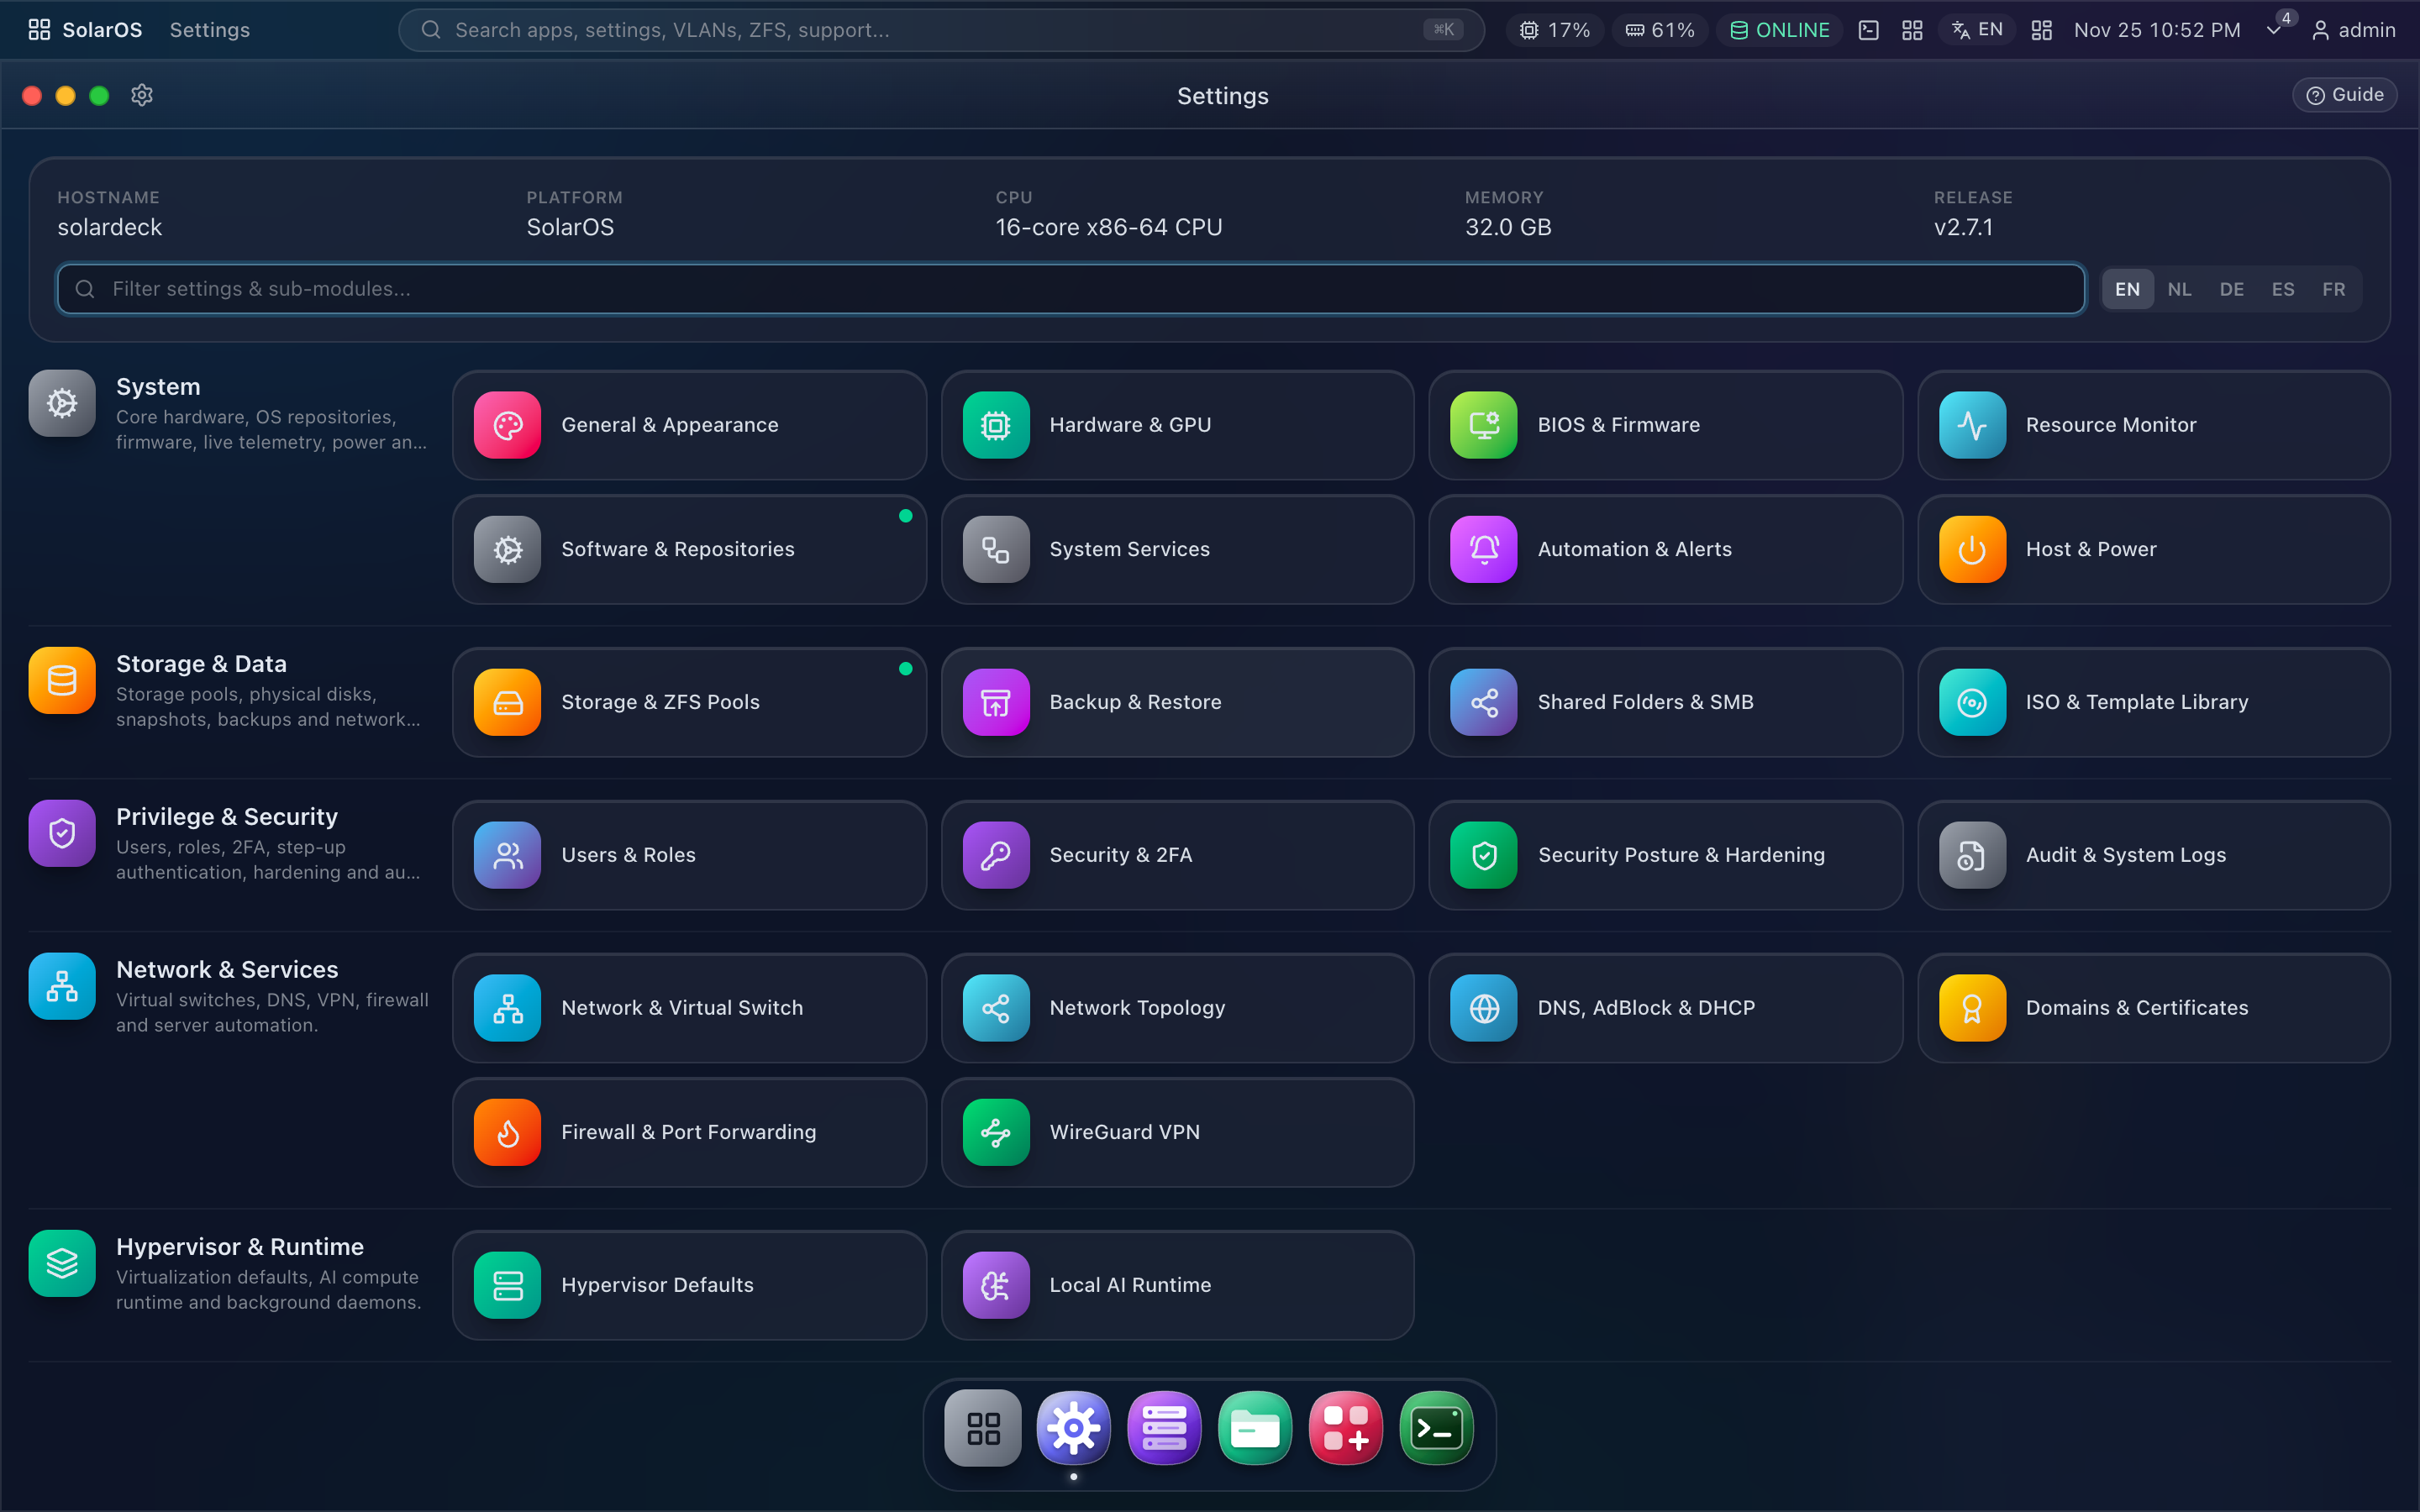 SolarOS Settings Search apps, settings, VLANs, ZFS, support... ⌘K 17% 61% ONLINE EN Nov 25 10:52 PM 4 admin
Settings Guide
HOSTNAME PLATFORM CPU MEMORY RELEASE
solardeck SolarOS 16-core x86-64 CPU 32.0 GB v2.7.1
Filter settings & sub-modules... EN NL DE ES FR
System
Core hardware, OS repositories,
firmware, live telemetry, power an...
General & Appearance Hardware & GPU BIOS & Firmware Resource Monitor
Software & Repositories System Services Automation & Alerts Host & Power
Storage & Data
Storage pools, physical disks,
snapshots, backups and network...
Storage & ZFS Pools Backup & Restore Shared Folders & SMB ISO & Template Library
Privilege & Security
Users, roles, 2FA, step-up
authentication, hardening and au...
Users & Roles Security & 2FA Security Posture & Hardening Audit & System Logs
Network & Services
Virtual switches, DNS, VPN, firewall
and server automation.
Network & Virtual Switch Network Topology DNS, AdBlock & DHCP Domains & Certificates
Firewall & Port Forwarding WireGuard VPN
Hypervisor & Runtime
Virtualization defaults, AI compute
runtime and background daemons.
Hypervisor Defaults Local AI Runtime